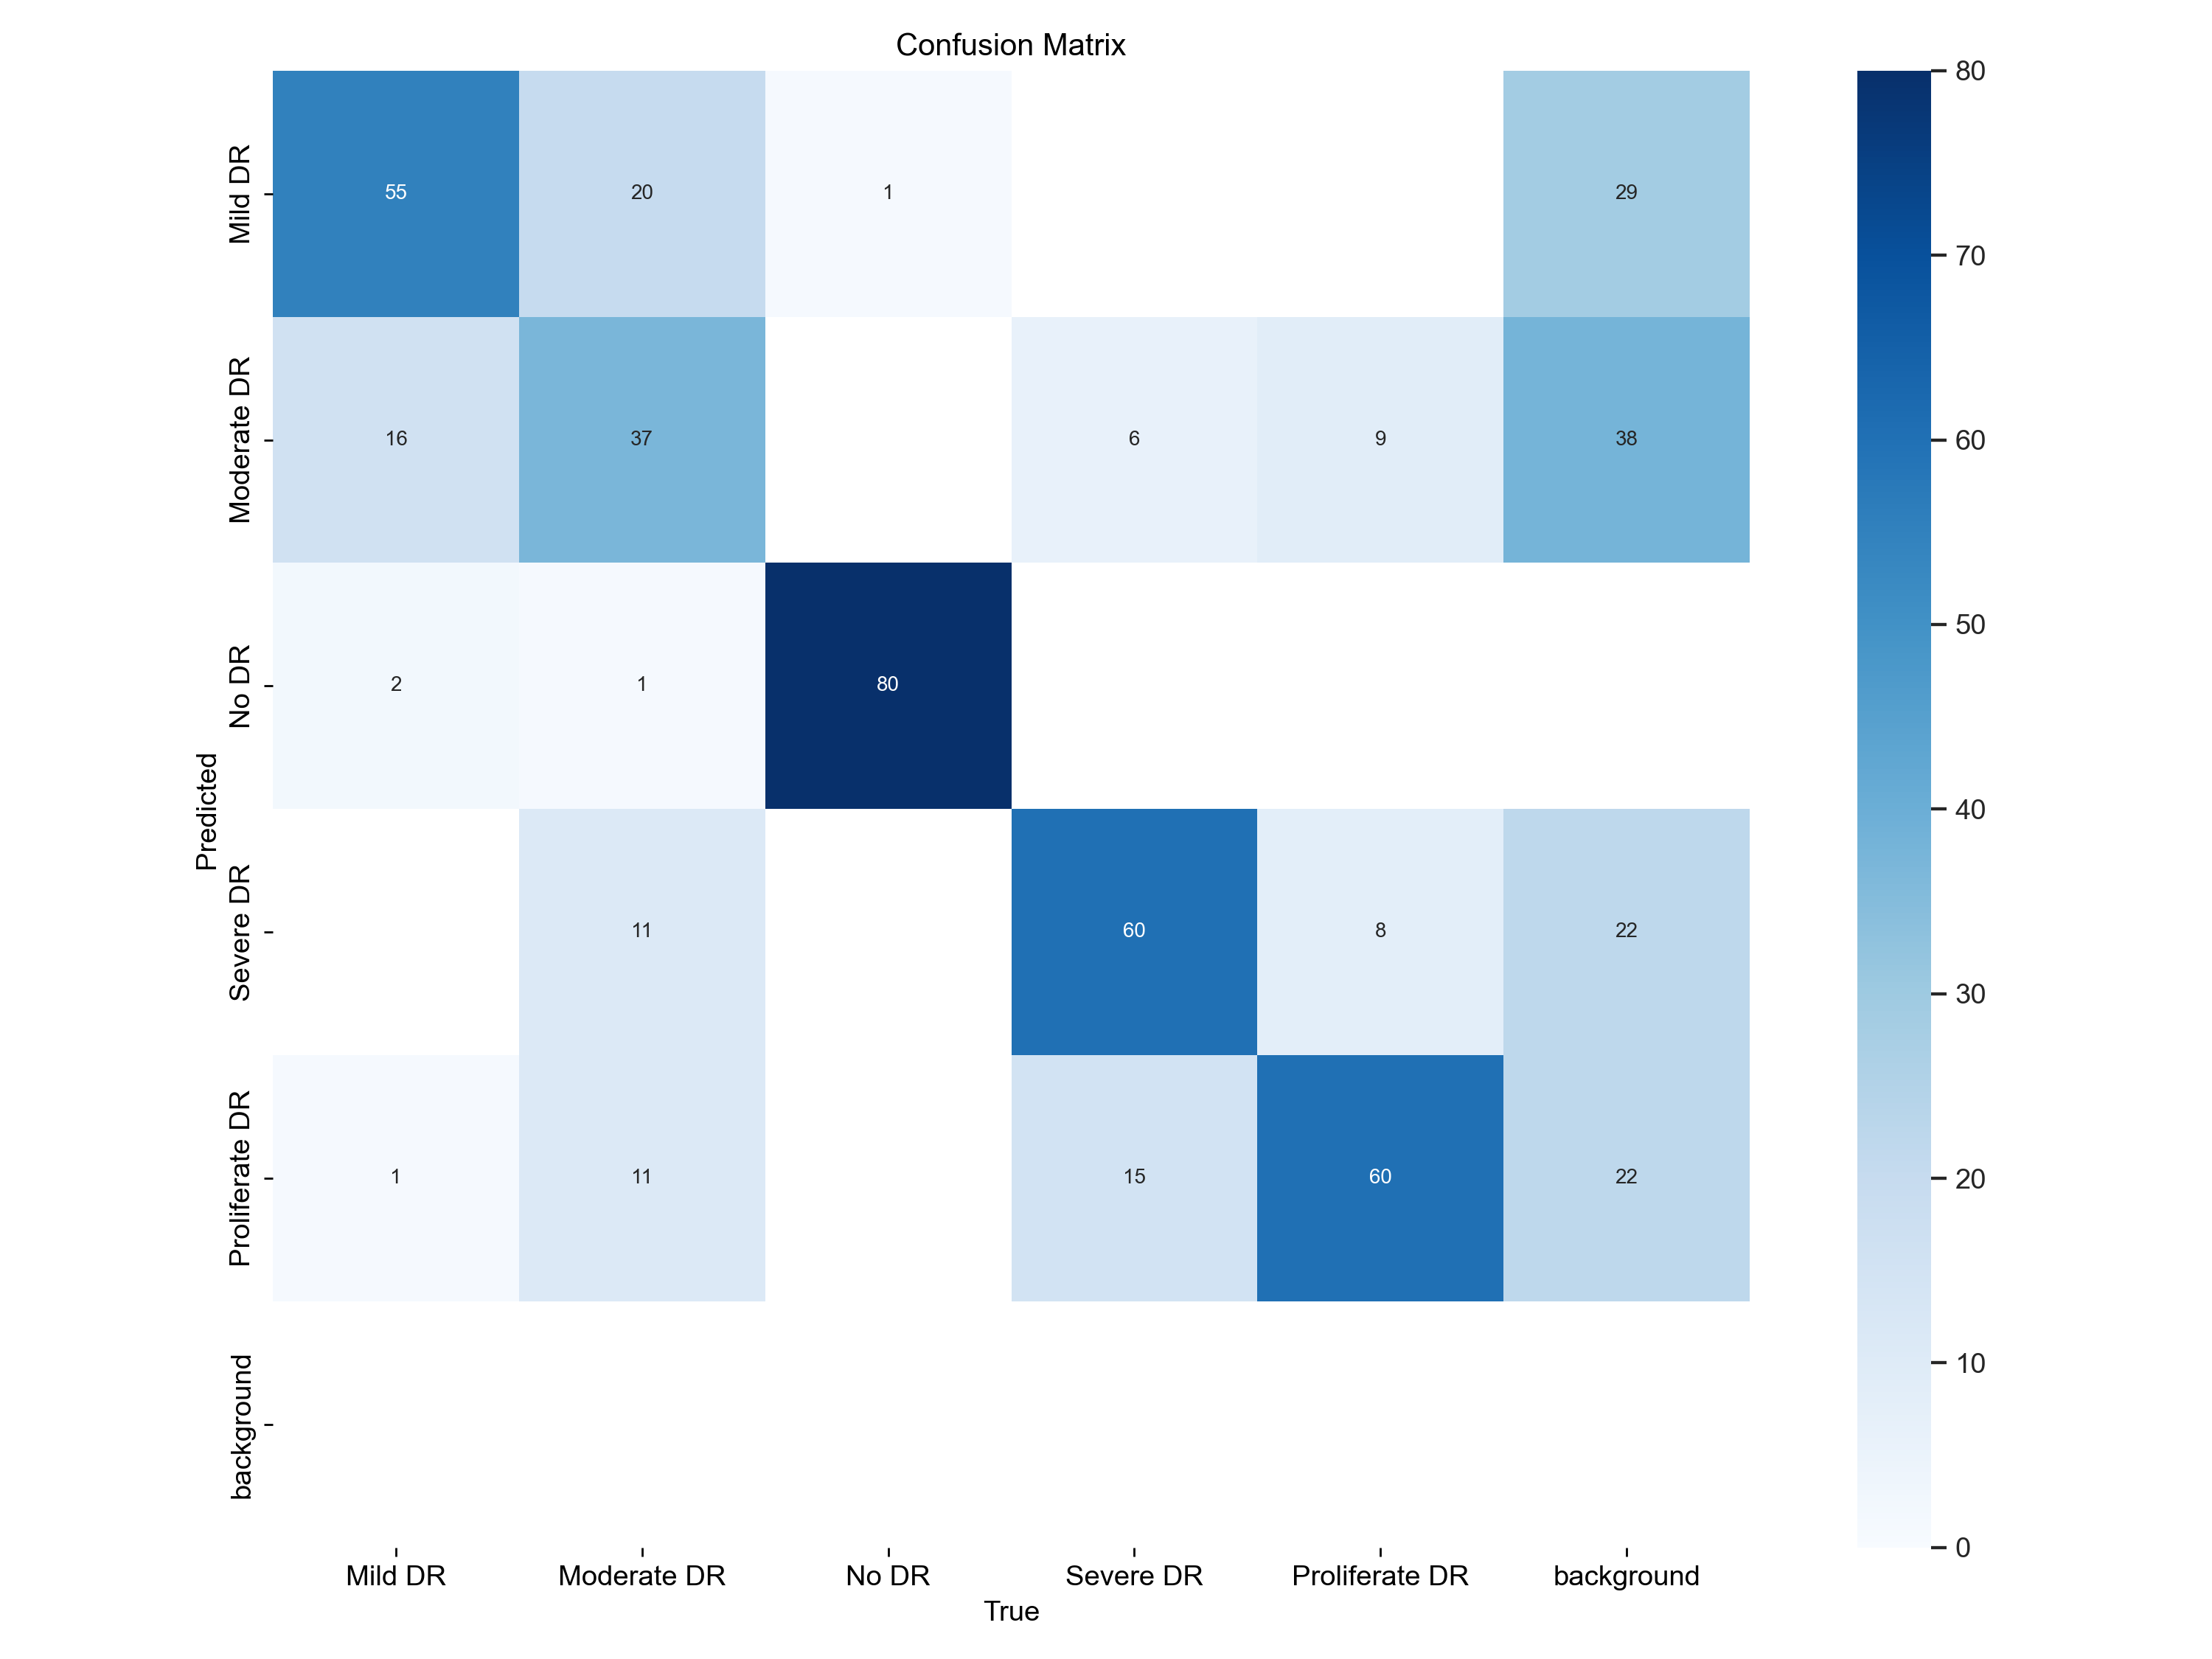 Confusion Matrix
Mild DR
55 20 1 29
Moderate DR
16 37 6 9 38
No DR
2 1 80
Severe DR
11 60 8 22
Proliferate DR
1 11 15 60 22
background
Predicted
Mild DR Moderate DR No DR Severe DR Proliferate DR background
True
80
70
60
50
40
30
20
10
0